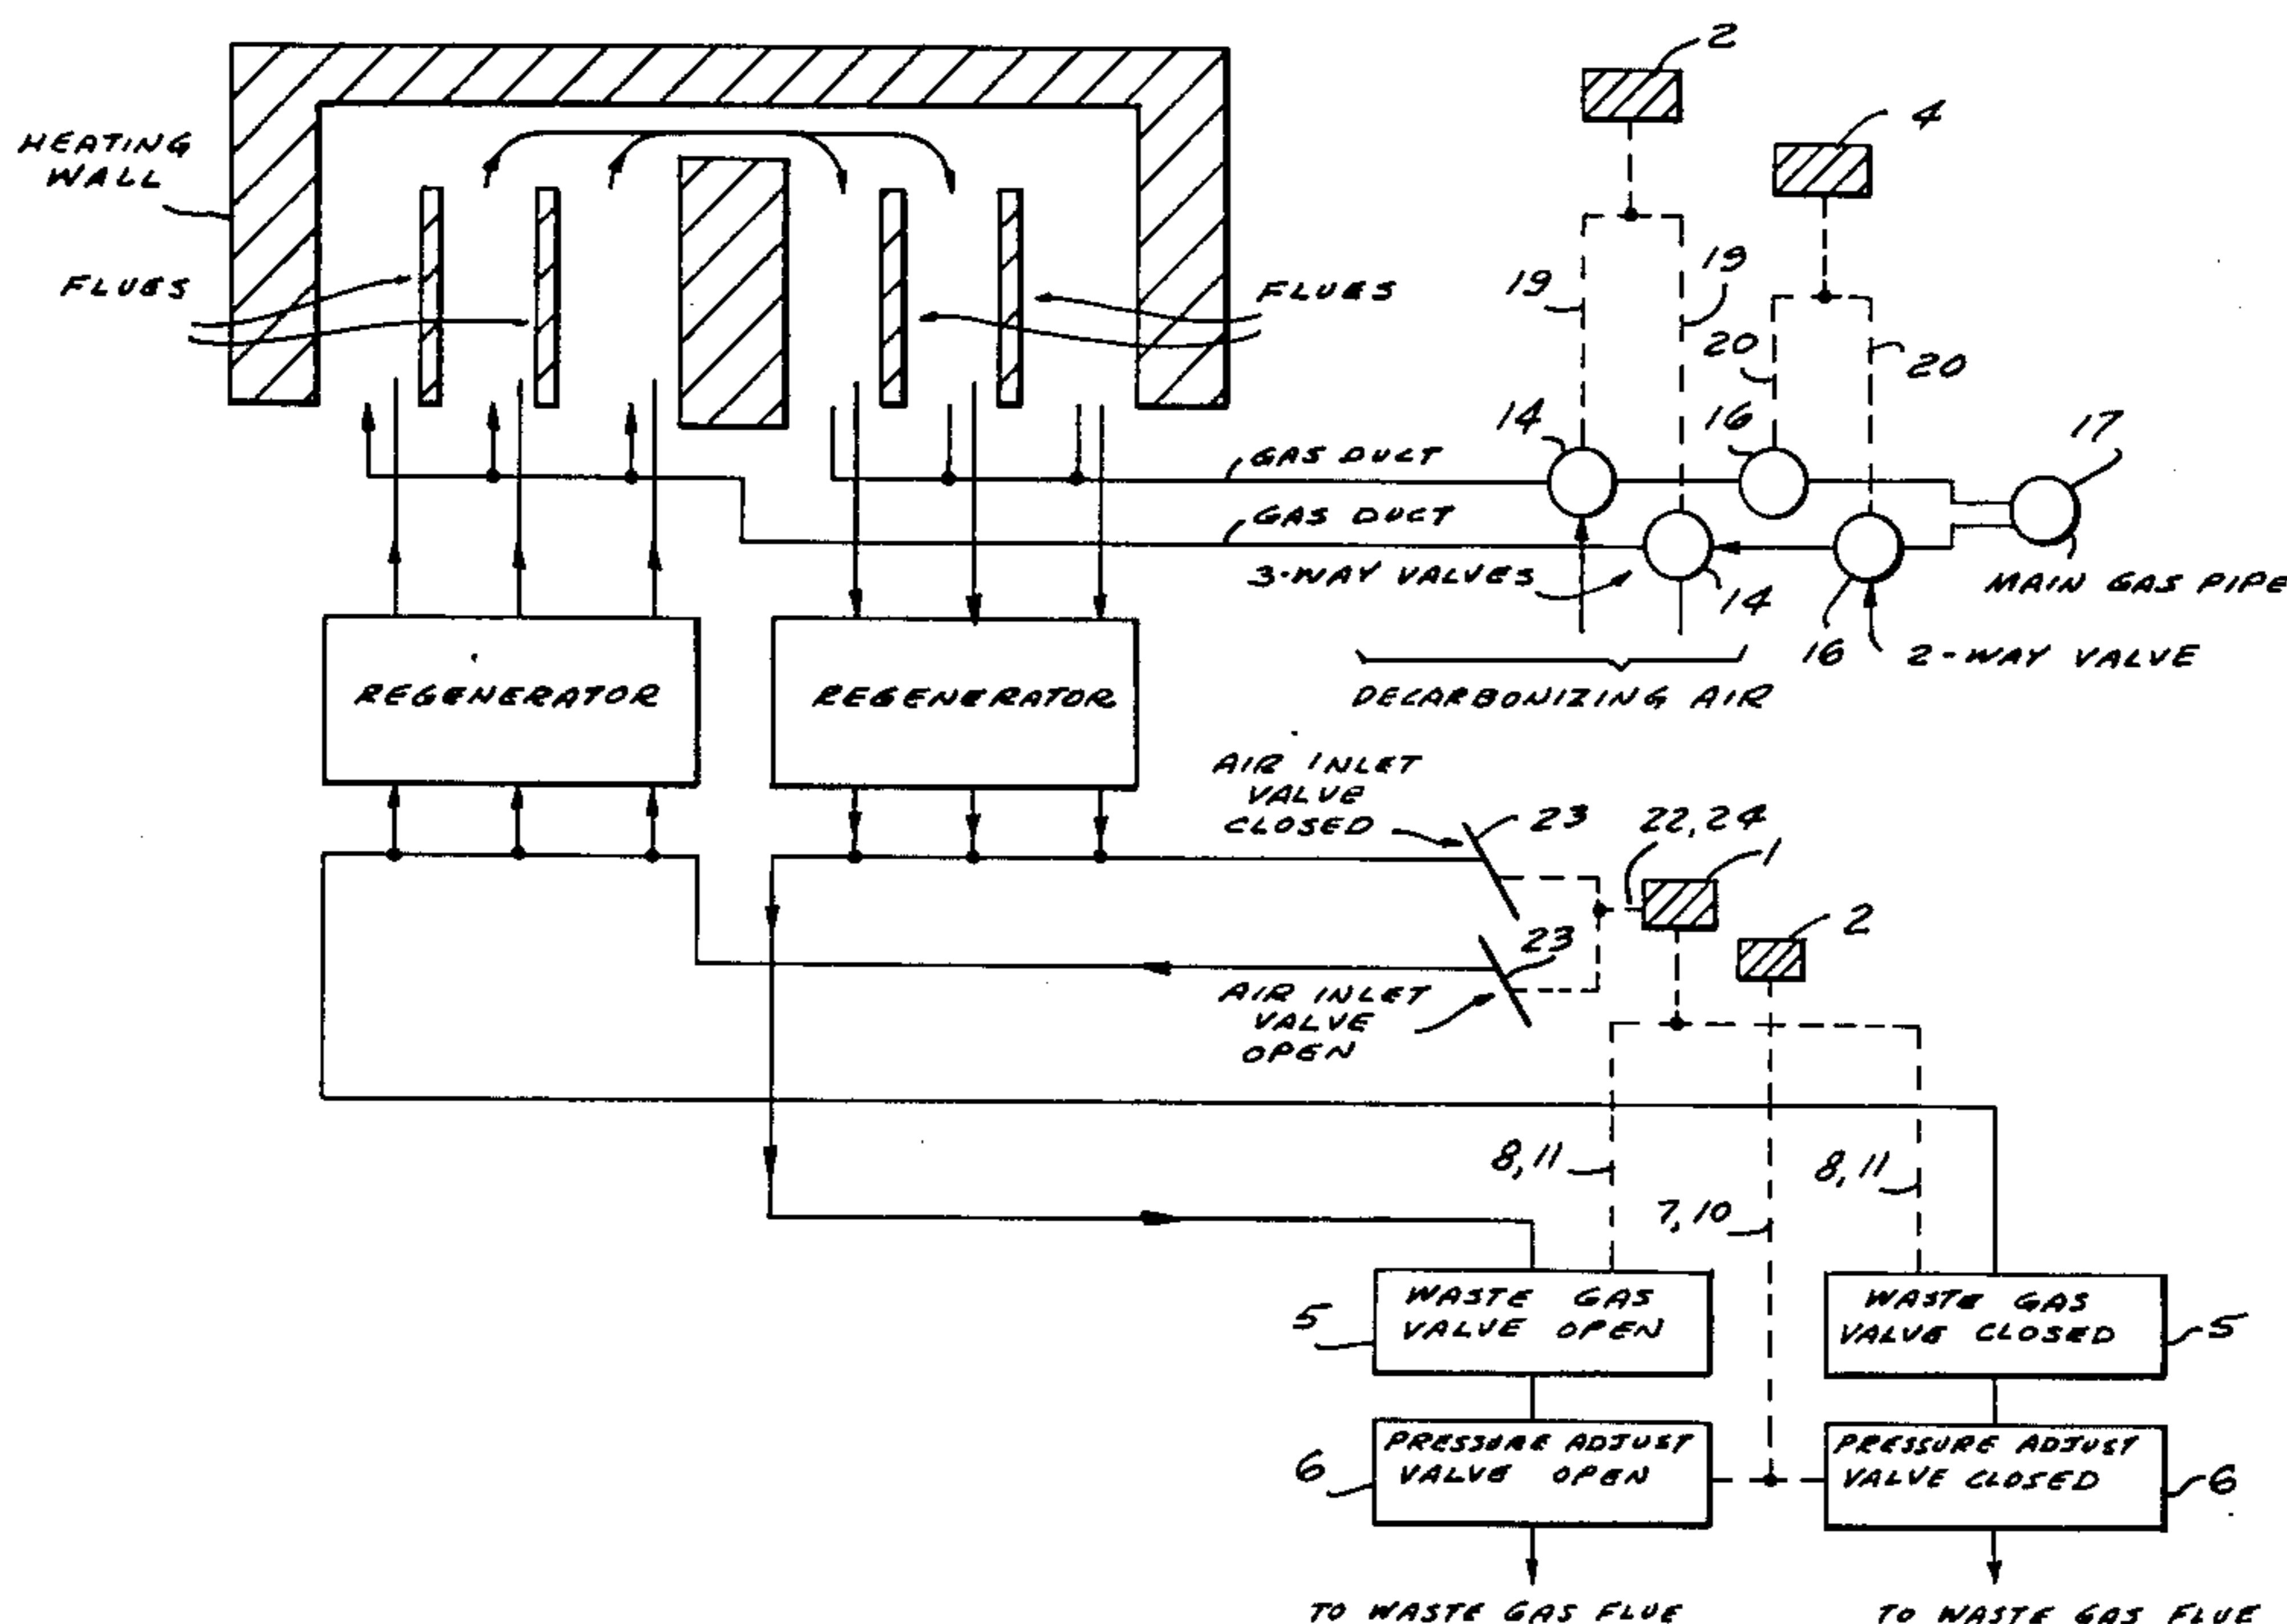 2
4
HEATING
WALL
FLUES
FLUES
19
19
20
20
14
16
17
GAS DUCT
GAS DUCT
3-WAY VALVES
14
MAIN GAS PIPE
16
2-WAY VALVE
DECARBONIZING AIR
REGENERATOR
REGENERATOR
AIR INLET
VALVE
CLOSED
23
22, 24
1
2
23
AIR INLET
VALVE
OPEN
8, 11
8, 11
7, 10
WASTE GAS
VALVE OPEN
5
WASTE GAS
VALVE CLOSED
5
PRESSURE ADJUST
VALVE OPEN
6
PRESSURE ADJUST
VALVE CLOSED
6
TO WASTE GAS FLUE
TO WASTE GAS FLUE